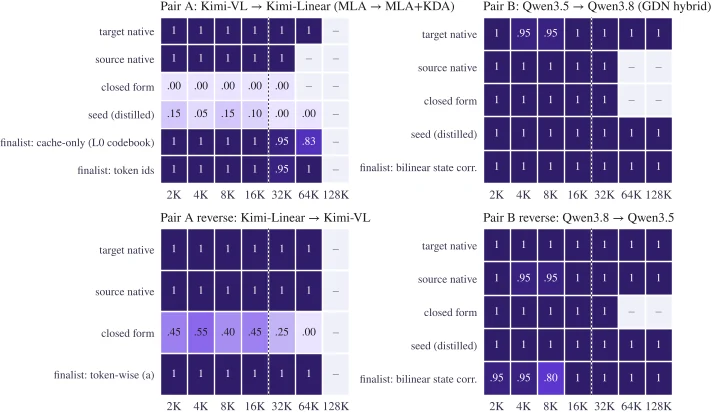 Pair A: Kimi-VL → Kimi-Linear (MLA → MLA+KDA)
target native 1 1 1 1 1 1 –
source native 1 1 1 1 1 – –
closed form .00 .00 .00 .00 .00 – –
seed (distilled) .15 .05 .15 .10 .00 .00 –
finalist: cache-only (L0 codebook) 1 1 1 1 .95 .83 –
finalist: token ids 1 1 1 1 .95 1 –
2K 4K 8K 16K 32K 64K 128K
Pair B: Qwen3.5 → Qwen3.8 (GDN hybrid)
target native 1 .95 .95 1 1 1 1
source native 1 1 1 1 1 – –
closed form 1 1 1 1 1 – –
seed (distilled) 1 1 1 1 1 1 1
finalist: bilinear state corr. 1 1 1 1 1 1 1
2K 4K 8K 16K 32K 64K 128K
Pair A reverse: Kimi-Linear → Kimi-VL
target native 1 1 1 1 1 1 –
source native 1 1 1 1 1 1 –
closed form .45 .55 .40 .45 .25 .00 –
finalist: token-wise (a) 1 1 1 1 1 1 –
2K 4K 8K 16K 32K 64K 128K
Pair B reverse: Qwen3.8 → Qwen3.5
target native 1 1 1 1 1 1 1
source native 1 .95 .95 1 1 1 1
closed form 1 1 1 1 1 – –
seed (distilled) 1 1 1 1 1 1 1
finalist: bilinear state corr. .95 .95 .80 1 1 1 1
2K 4K 8K 16K 32K 64K 128K